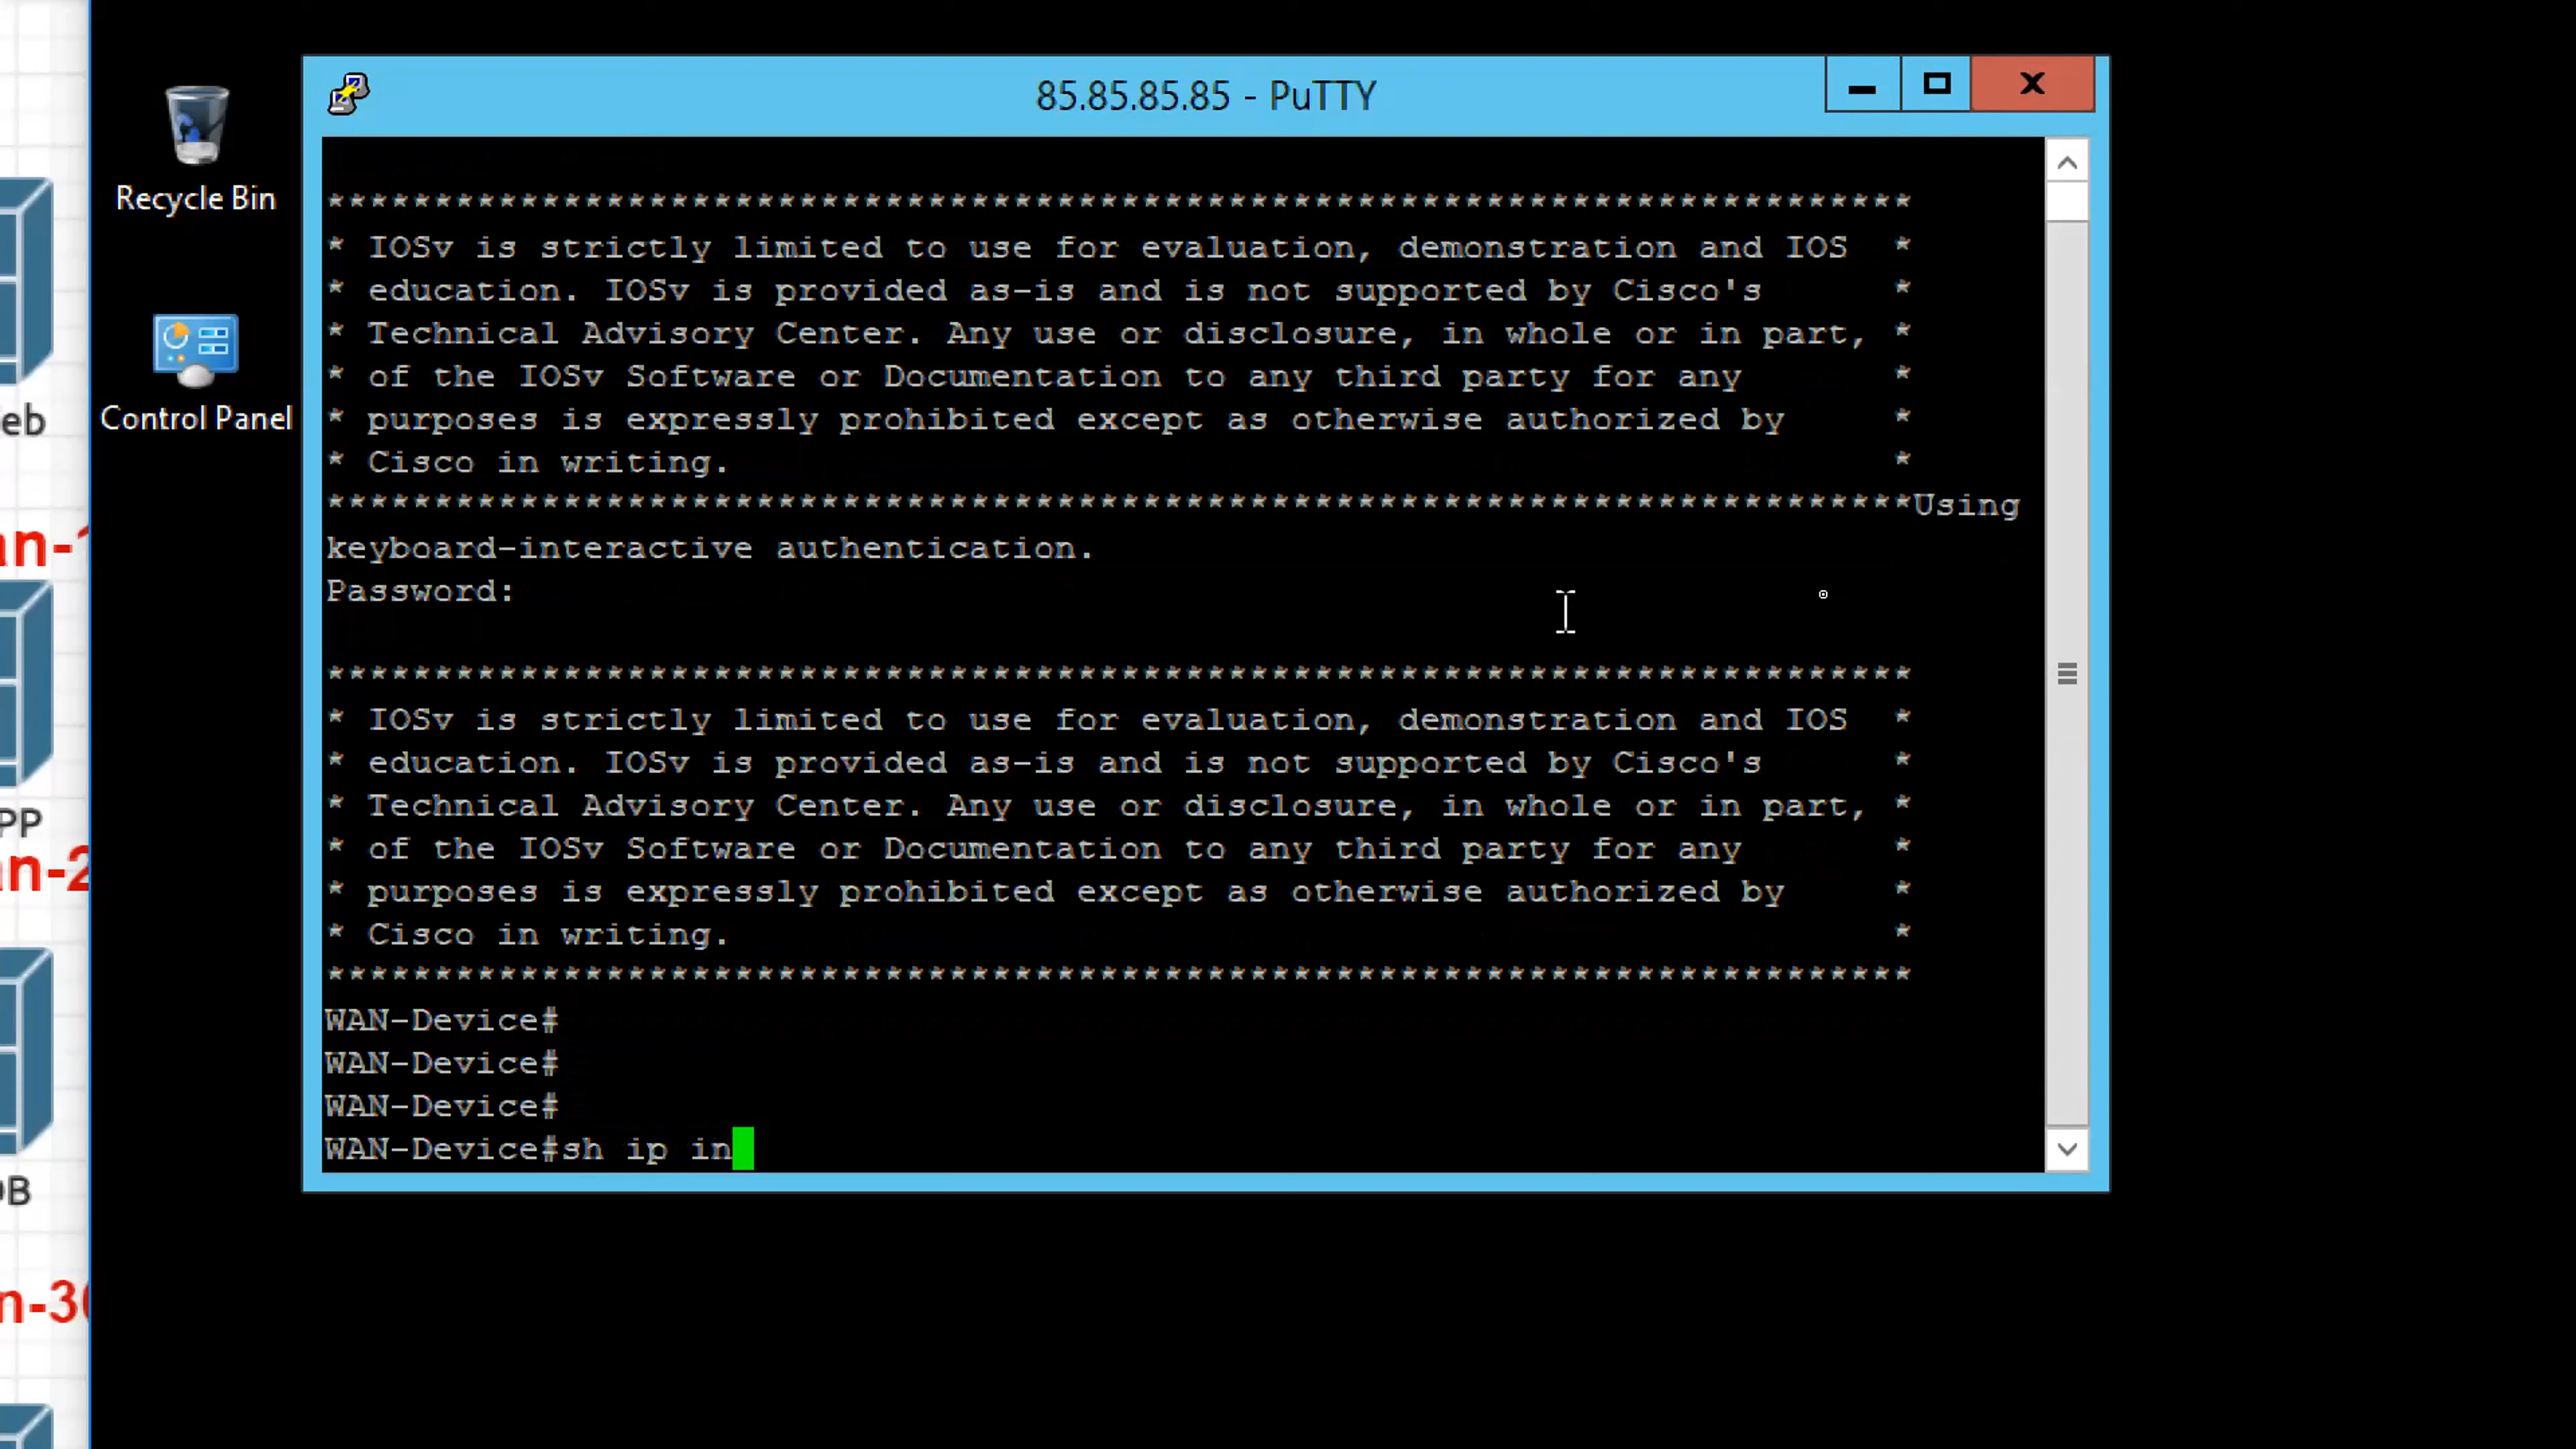 85.85.85.85 - PuTTY
Recycle Bin
Control Panel
eb
an-1
PP
an-2
DB
n-30
*****************************************************************
* IOSv is strictly limited to use for evaluation, demonstration and IOS *
* education. IOSv is provided as-is and is not supported by Cisco's *
* Technical Advisory Center. Any use or disclosure, in whole or in part, *
* of the IOSv Software or Documentation to any third party for any *
* purposes is expressly prohibited except as otherwise authorized by *
* Cisco in writing. *
**************************************************************************Using
keyboard-interactive authentication.
Password:
**************************************************************************
* IOSv is strictly limited to use for evaluation, demonstration and IOS *
* education. IOSv is provided as-is and is not supported by Cisco's *
* Technical Advisory Center. Any use or disclosure, in whole or in part, *
* of the IOSv Software or Documentation to any third party for any *
* purposes is expressly prohibited except as otherwise authorized by *
* Cisco in writing. *
**************************************************************************
WAN-Device#
WAN-Device#
WAN-Device#
WAN-Device#sh ip in